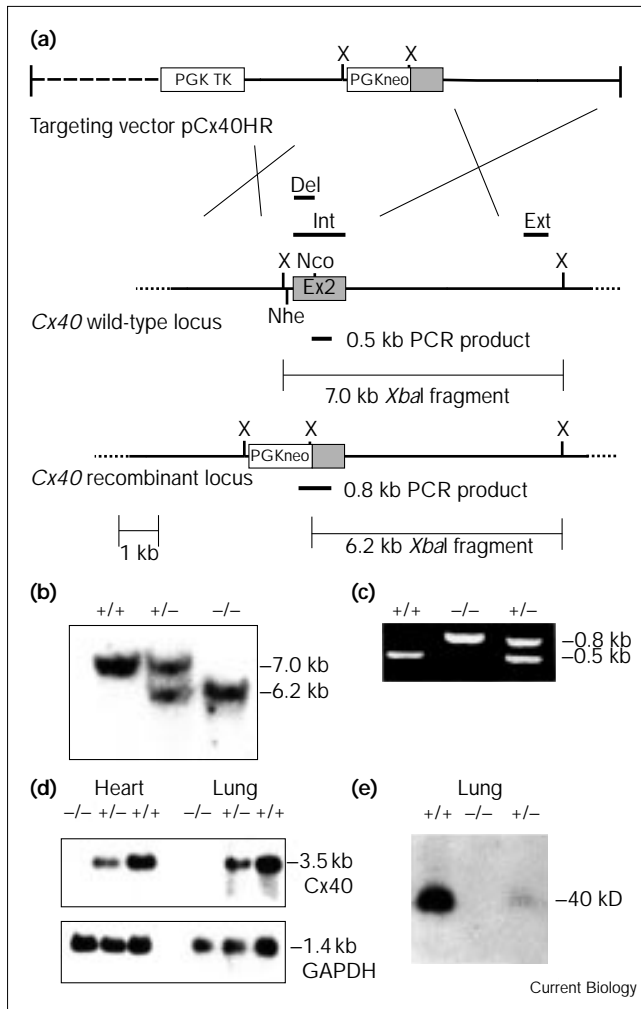 (a)
X X
PGK TK PGKneo
Targeting vector pCx40HR
Del
Int Ext
X Nco X
Ex2
Nhe
Cx40 wild-type locus
0.5 kb PCR product
7.0 kb XbaI fragment
X X X
PGKneo
Cx40 recombinant locus
0.8 kb PCR product
1 kb
6.2 kb XbaI fragment
(b)
+/+ +/– –/–
–7.0 kb
–6.2 kb
(c)
+/+ –/– +/–
–0.8 kb
–0.5 kb
(d)
Heart Lung
–/– +/– +/+ –/– +/– +/+
–3.5 kb
Cx40
–1.4 kb
GAPDH
(e)
Lung
+/+ –/– +/–
–40 kD
Current Biology